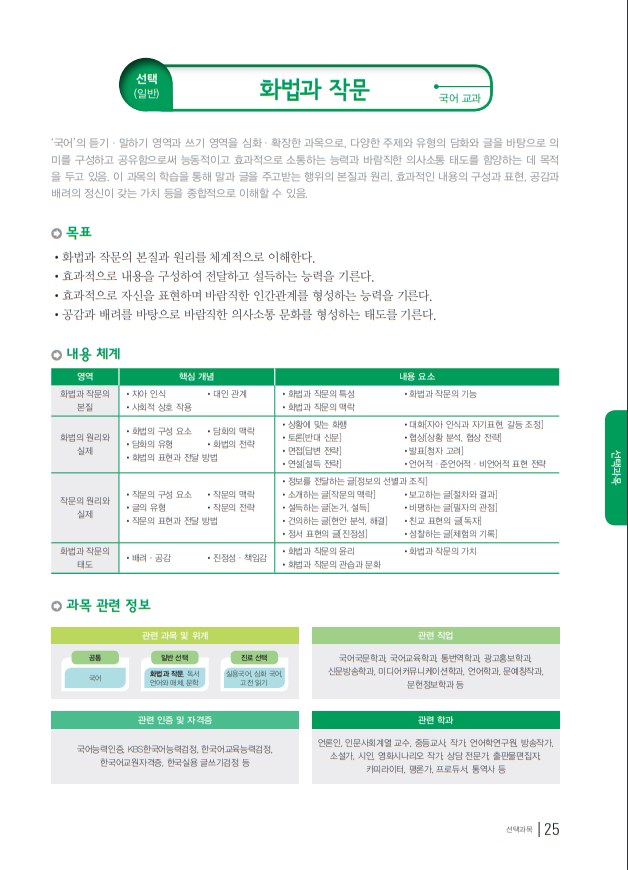 선택
(일반)
화법과 작문
국어 교과
'국어'의 듣기·말하기 영역과 쓰기 영역을 심화·확장한 과목으로, 다양한 주제와 유형의 담화와 글을 바탕으로 의
미를 구성하고 공유함으로써 능동적이고 효과적으로 소통하는 능력과 바람직한 의사소통 태도를 함양하는 데 목적
을 두고 있음. 이 과목의 학습을 통해 말과 글을 주고받는 행위의 본질과 원리, 효과적인 내용의 구성과 표현, 공감과
배려의 정신이 갖는 가치 등을 종합적으로 이해할 수 있음.
목표
• 화법과 작문의 본질과 원리를 체계적으로 이해한다.
• 효과적으로 내용을 구성하여 전달하고 설득하는 능력을 기른다.
• 효과적으로 자신을 표현하며 바람직한 인간관계를 형성하는 능력을 기른다.
• 공감과 배려를 바탕으로 바람직한 의사소통 문화를 형성하는 태도를 기른다.
내용 체계
영역 핵심 개념 내용 요소
화법과 작문의
본질
• 자아 인식 • 대인 관계
• 사회적 상호 작용
• 화법과 작문의 특성 • 화법과 작문의 기능
• 화법과 작문의 맥락
화법의 원리와
실제
• 화법의 구성 요소 • 담화의 맥락
• 담화의 유형 • 화법의 전략
• 화법의 표현과 전달 방법
• 상황에 맞는 화행 • 대화[자아 인식과 자기표현, 갈등 조정]
• 토론[반대 신문] • 협상[상황 분석, 협상 전략]
• 면접[답변 전략] • 발표[청자 고려]
• 연설[설득 전략] • 언어적·준언어적·비언어적 표현 전략
작문의 원리와
실제
• 작문의 구성 요소 • 작문의 맥락
• 글의 유형 • 작문의 전략
• 작문의 표현과 전달 방법
• 정보를 전달하는 글[정보의 선별과 조직]
• 소개하는 글[작문의 맥락] • 보고하는 글[절차와 결과]
• 설득하는 글[논거, 설득] • 비평하는 글[필자의 관점]
• 건의하는 글[현안 분석, 해결] • 친교 표현의 글[독자]
• 정서 표현의 글[진정성] • 성찰하는 글[체험의 기록]
화법과 작문의
태도
• 배려·공감 • 진정성·책임감
• 화법과 작문의 윤리 • 화법과 작문의 가치
• 화법과 작문의 관습과 문화
과목 관련 정보
관련 과목 및 위계
공통 일반 선택 진로 선택
국어
화법과 작문, 독서
언어와 매체, 문학
실용국어, 심화 국어,
고전 읽기
관련 직업
국어국문학과, 국어교육학과, 통번역학과, 광고홍보학과,
신문방송학과, 미디어커뮤니케이션학과, 언어학과, 문예창작과,
문헌정보학과 등
관련 인증 및 자격증
국어능력인증, KBS한국어능력검정, 한국어교육능력검정,
한국어교원자격증, 한국실용 글쓰기검정 등
관련 학과
언론인, 인문사회계열 교수, 중등교사, 작가, 언어학연구원, 방송작가,
소설가, 시인, 영화시나리오 작가, 상담 전문가, 출판물편집자,
카피라이터, 평론가, 프로듀서, 통역사 등
선택과목
선택과목 25